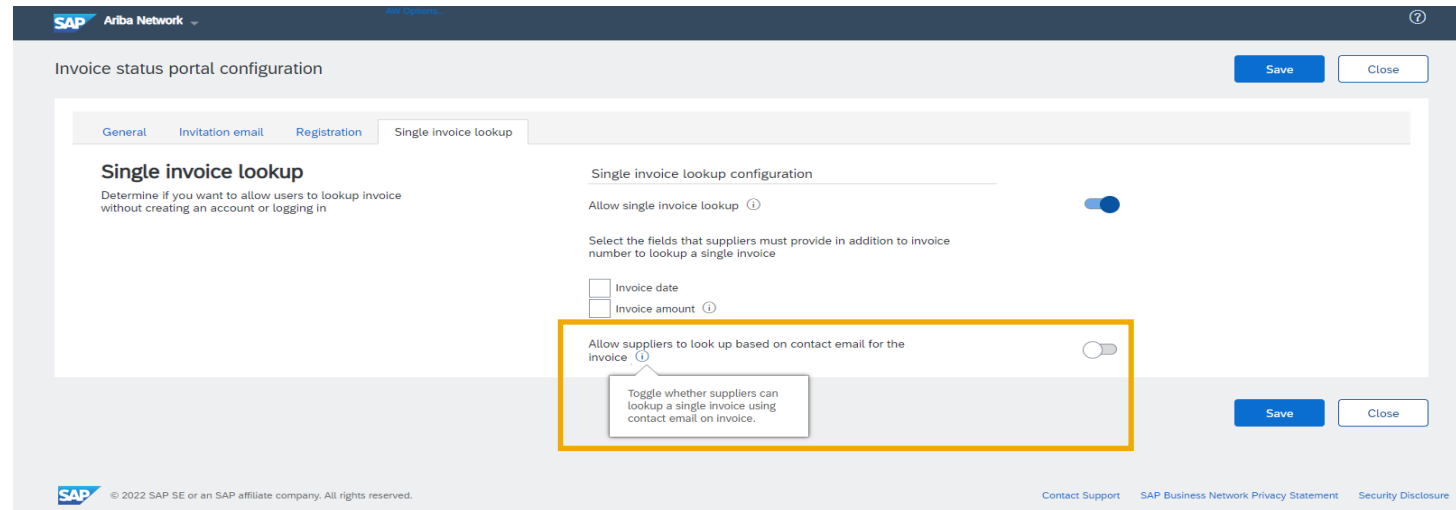 SAP Ariba Network
AW Options...
Invoice status portal configuration
Save Close
General Invitation email Registration Single invoice lookup
Single invoice lookup
Determine if you want to allow users to lookup invoice
without creating an account or logging in
Single invoice lookup configuration
Allow single invoice lookup
Select the fields that suppliers must provide in addition to invoice
number to lookup a single invoice
Invoice date
Invoice amount
Allow suppliers to look up based on contact email for the
invoice
Toggle whether suppliers can
lookup a single invoice using
contact email on invoice.
Save Close
SAP © 2022 SAP SE or an SAP affiliate company. All rights reserved.
Contact Support SAP Business Network Privacy Statement Security Disclosure